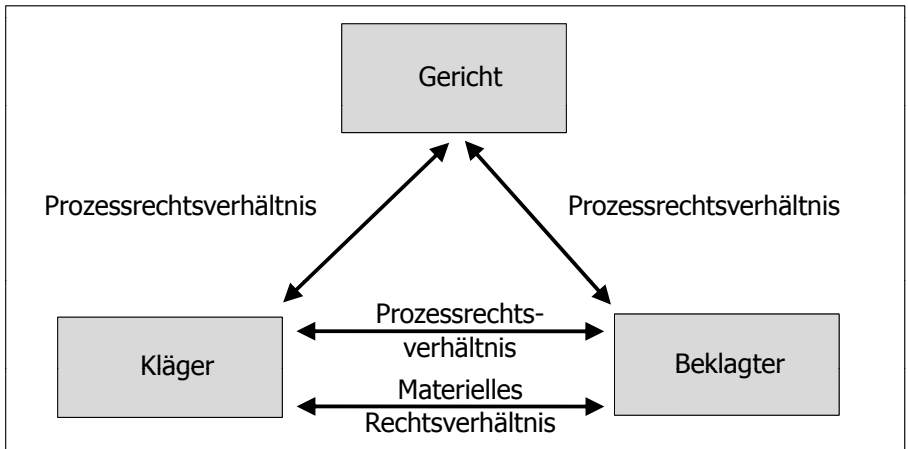 Gericht
Prozessrechtsverhältnis
Prozessrechtsverhältnis
Prozessrechts-
verhältnis
Kläger
Beklagter
Materielles
Rechtsverhältnis